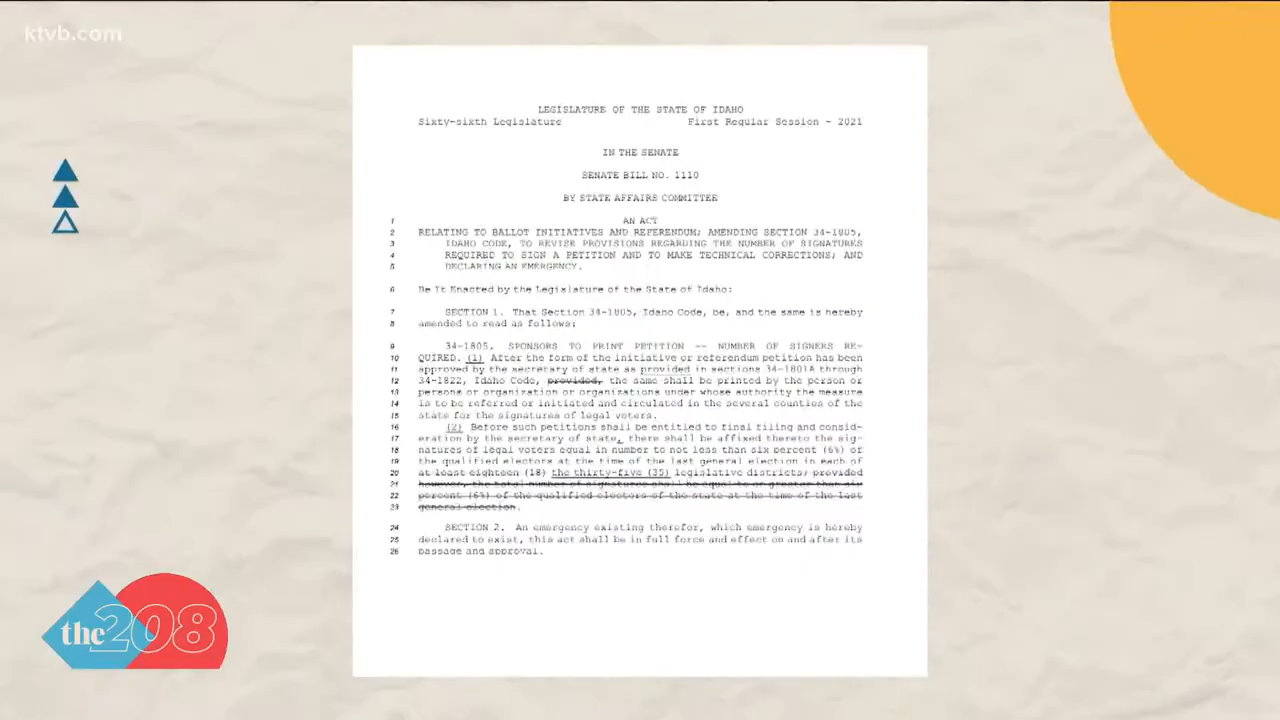 ktvb.com
LEGISLATURE OF THE STATE OF IDAHO
Sixty-sixth Legislature First Regular Session - 2021
IN THE SENATE
SENATE BILL NO. 1110
BY STATE AFFAIRS COMMITTEE
1 AN ACT
2 RELATING TO BALLOT INITIATIVES AND REFERENDUM; AMENDING SECTION 34-1805,
3 IDAHO CODE, TO REVISE PROVISIONS REGARDING THE NUMBER OF SIGNATURES
4 REQUIRED TO SIGN A PETITION AND TO MAKE TECHNICAL CORRECTIONS; AND
5 DECLARING AN EMERGENCY.
6 Be It Enacted by the Legislature of the State of Idaho:
7 SECTION 1. That Section 34-1805, Idaho Code, be, and the same is hereby
8 amended to read as follows:
9 34-1805. SPONSORS TO PRINT PETITION -- NUMBER OF SIGNERS RE-
10 QUIRED. (1) After the form of the initiative or referendum petition has been
11 approved by the secretary of state as provided in sections 34-1801A through
12 34-1822, Idaho Code, provided, the same shall be printed by the person or
13 persons or organization or organizations under whose authority the measure
14 is to be referred or initiated and circulated in the several counties of the
15 state for the signatures of legal voters.
16 (2) Before such petitions shall be entitled to final filing and consid-
17 eration by the secretary of state, there shall be affixed thereto the sig-
18 natures of legal voters equal in number to not less than six percent (6%) of
19 the qualified electors at the time of the last general election in each of
20 at least eighteen (18) the thirty-five (35) legislative districts; provided
21 however, the total number of signatures shall be equal to or greater than six
22 percent (6%) of the qualified electors of the state at the time of the last
23 general election.
24 SECTION 2. An emergency existing therefor, which emergency is hereby
25 declared to exist, this act shall be in full force and effect on and after its
26 passage and approval.
the 208